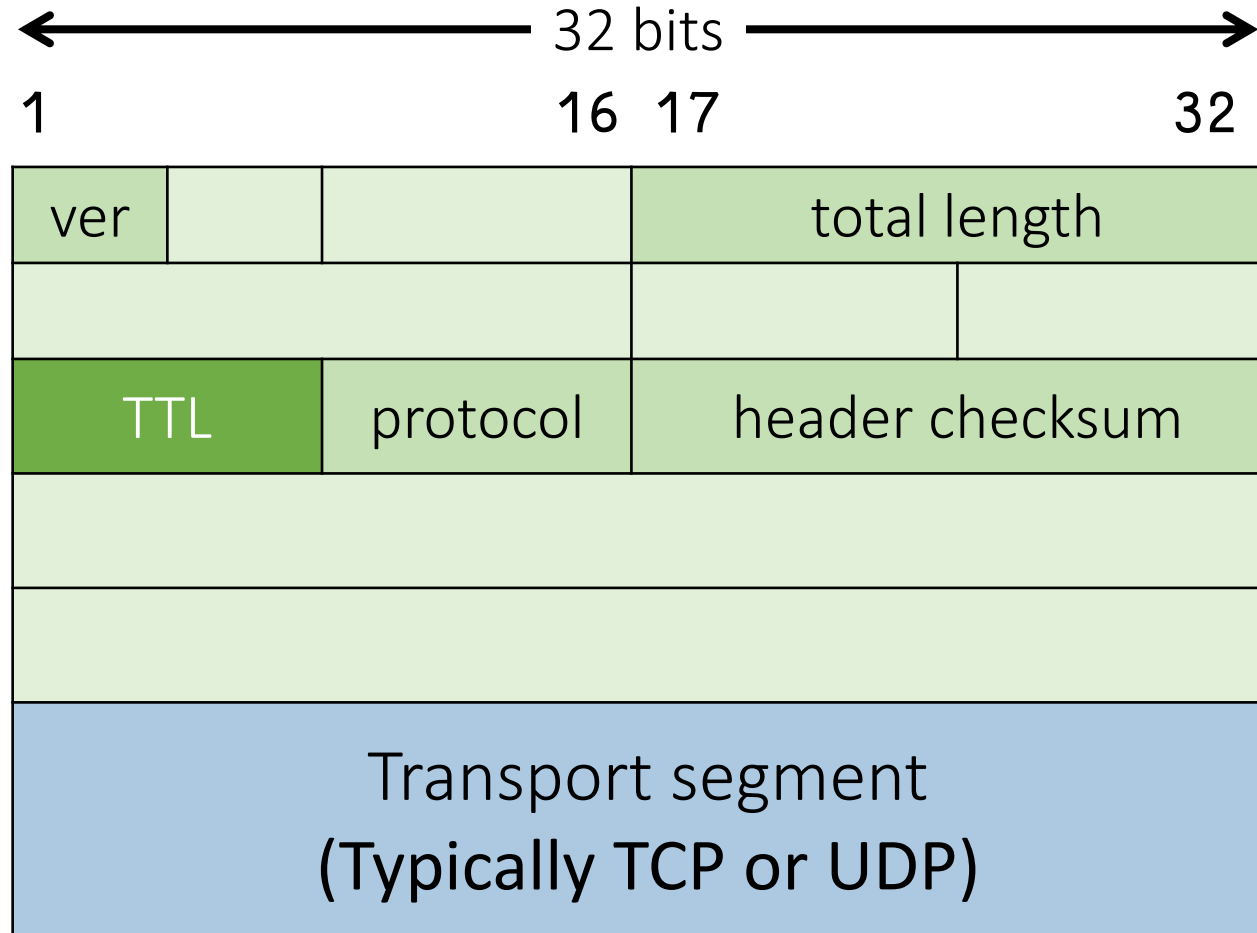 32 bits
1 16 17 32
ver total length
TTL protocol header checksum
Transport segment
(Typically TCP or UDP)